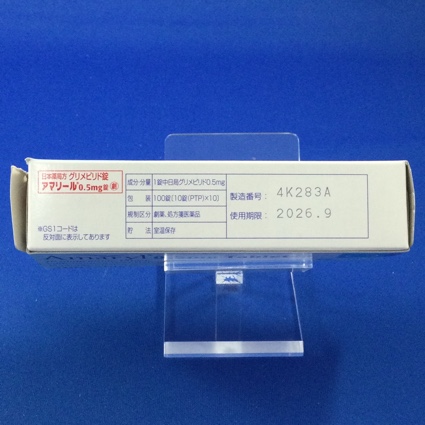 日本薬局方 グリメピリド錠
アマリール®0.5mg錠 劇
※GS1コードは
反対面に表示してあります
成分・分量 1錠中日局グリメピリド0.5mg
包装 100錠(10錠(PTP)×10)
規制区分 劇薬、処方箋医薬品
貯法 室温保存
製造番号: 4K283A
使用期限: 2026.9